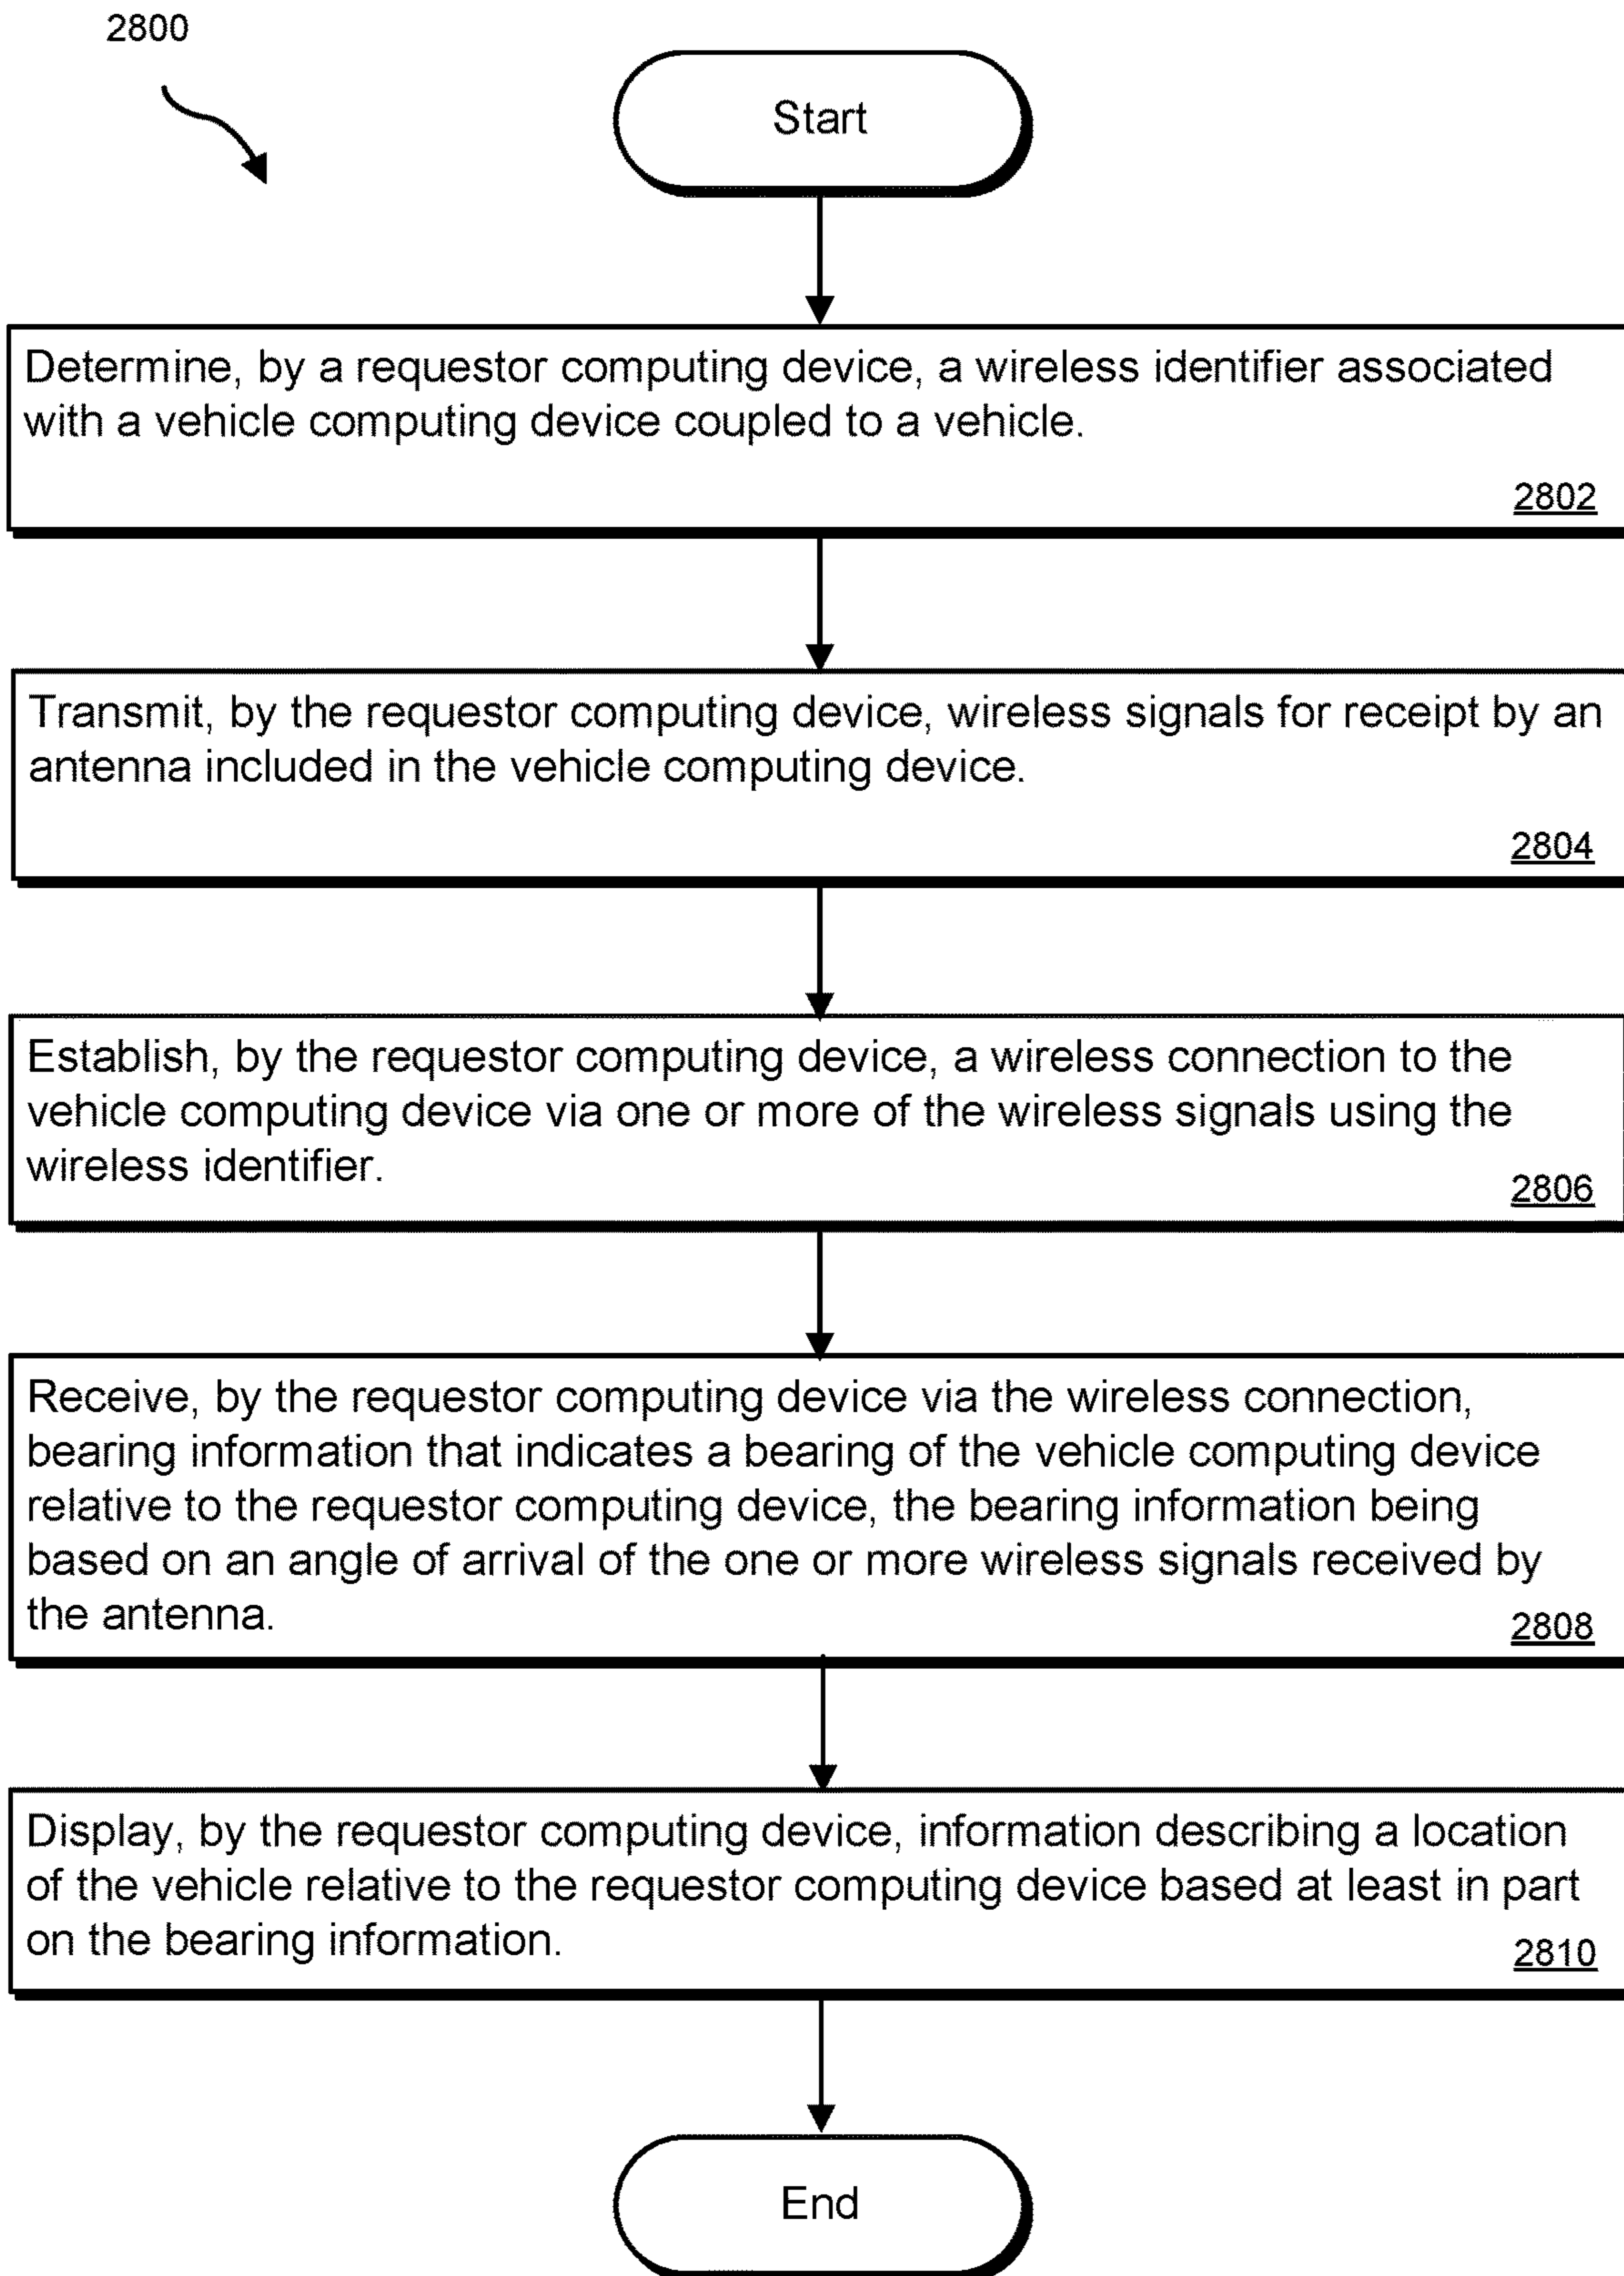 2800
Start
Determine, by a requestor computing device, a wireless identifier associated
with a vehicle computing device coupled to a vehicle.
2802
Transmit, by the requestor computing device, wireless signals for receipt by an
antenna included in the vehicle computing device.
2804
Establish, by the requestor computing device, a wireless connection to the
vehicle computing device via one or more of the wireless signals using the
wireless identifier.
2806
Receive, by the requestor computing device via the wireless connection,
bearing information that indicates a bearing of the vehicle computing device
relative to the requestor computing device, the bearing information being
based on an angle of arrival of the one or more wireless signals received by
the antenna.
2808
Display, by the requestor computing device, information describing a location
of the vehicle relative to the requestor computing device based at least in part
on the bearing information.
2810
End